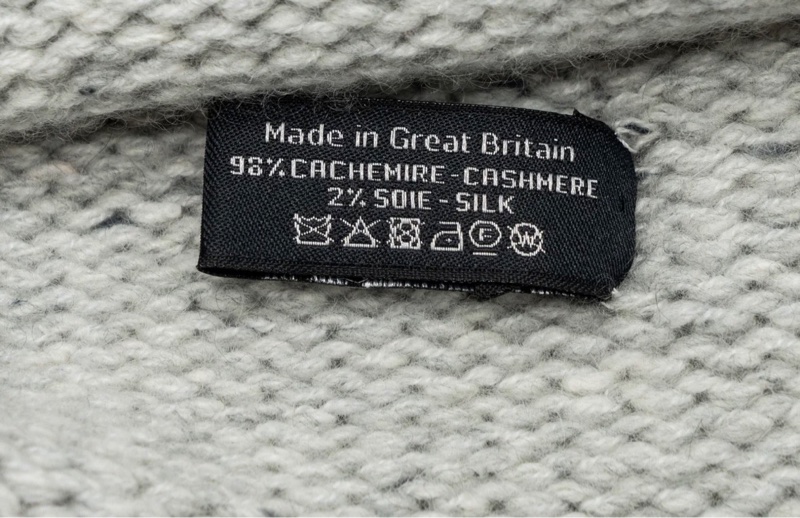 Made in Great Britain
98% CACHEMIRE - CASHMERE
2% SOIE - SILK
F W